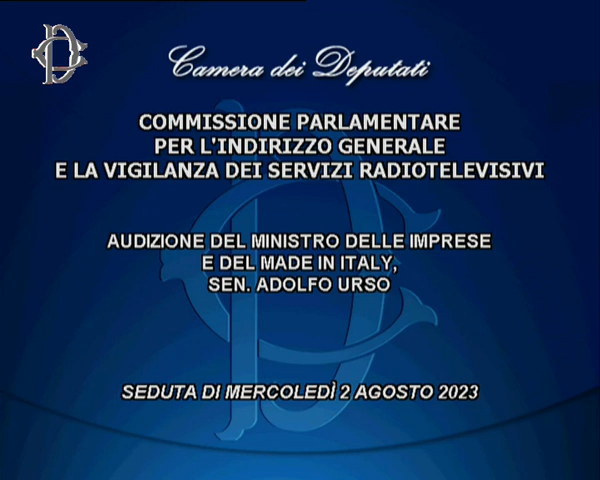 Camera dei Deputati
COMMISSIONE PARLAMENTARE
PER L'INDIRIZZO GENERALE
E LA VIGILANZA DEI SERVIZI RADIOTELEVISIVI
AUDIZIONE DEL MINISTRO DELLE IMPRESE
E DEL MADE IN ITALY,
SEN. ADOLFO URSO
SEDUTA DI MERCOLEDÌ 2 AGOSTO 2023